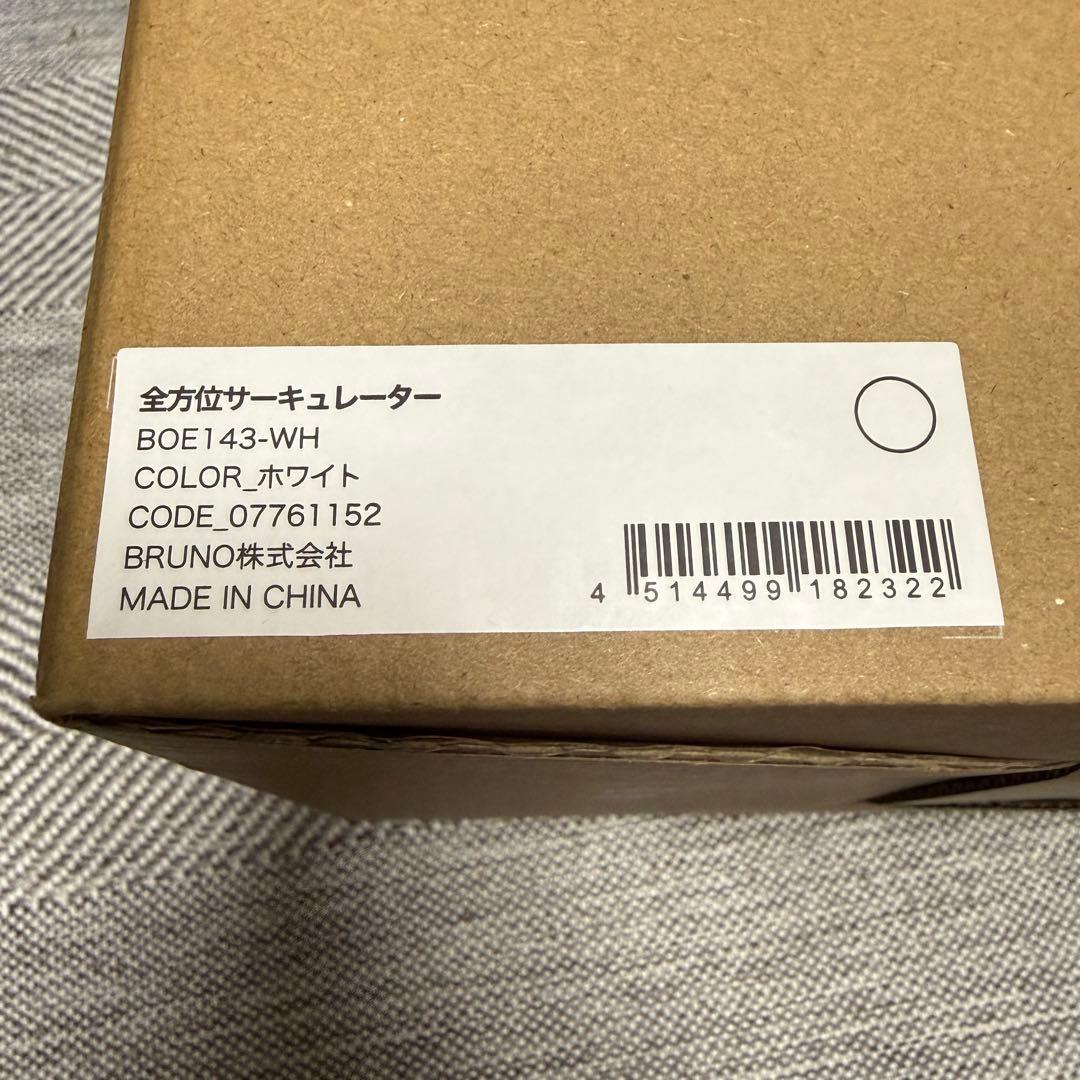 全方位サーキュレーター
BOE143-WH
COLOR_ホワイト
CODE_07761152
BRUNO株式会社
MADE IN CHINA
4 514499 182322